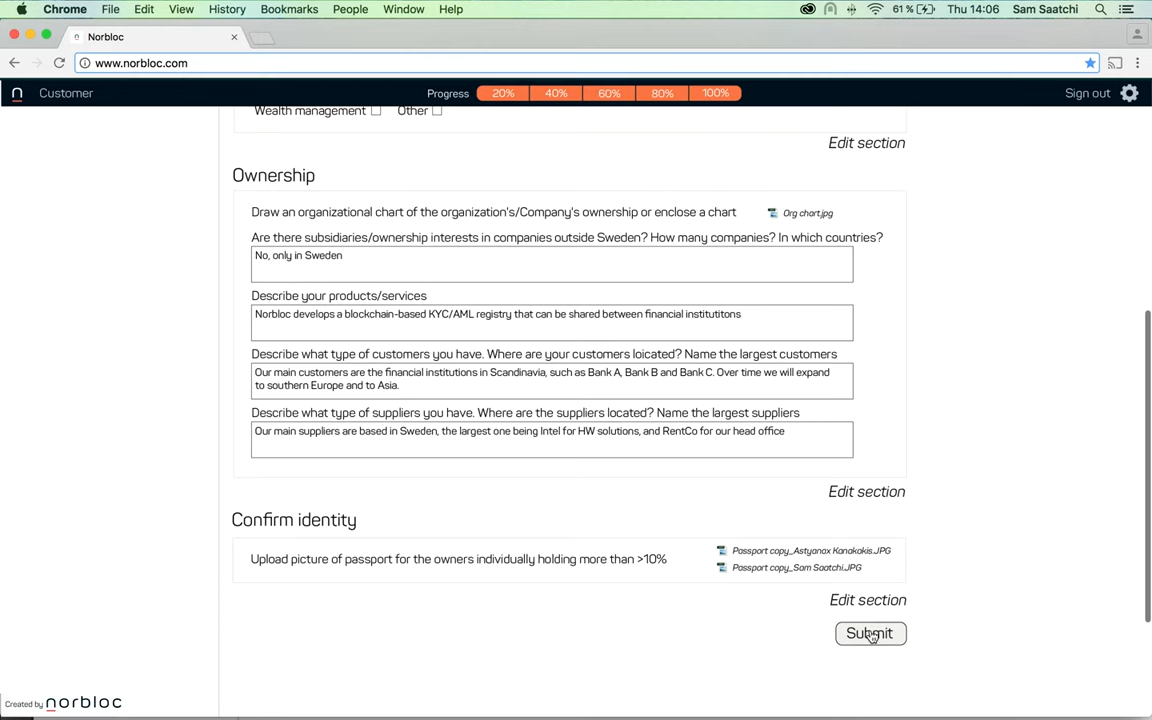 Chrome File Edit View History Bookmarks People Window Help 61% Thu 14:06 Sam Saatchi
Norbloc
www.norbloc.com
n Customer Progress 20% 40% 60% 80% 100% Sign out
Wealth management Other
Edit section
Ownership
Draw an organizational chart of the organization's/Company's ownership or enclose a chart Org chart.jpg
Are there subsidiaries/ownership interests in companies outside Sweden? How many companies? In which countries?
No, only in Sweden
Describe your products/services
Norbloc develops a blockchain-based KYC/AML registry that can be shared between financial institutitons
Describe what type of customers you have. Where are your customers loicated? Name the largest customers
Our main customers are the financial institutions in Scandinavia, such as Bank A, Bank B and Bank C. Over time we will expand
to southern Europe and to Asia.
Describe what type of suppliers you have. Where are the suppliers located? Name the largest suppliers
Our main suppliers are based in Sweden, the largest one being Intel for HW solutions, and RentCo for our head office
Edit section
Confirm identity
Upload picture of passport for the owners individually holding more than >10%
Passport copy_Astyanax Kanakakis.JPG
Passport copy_Sam Saatchi.JPG
Edit section
Submit
Created by norbloc